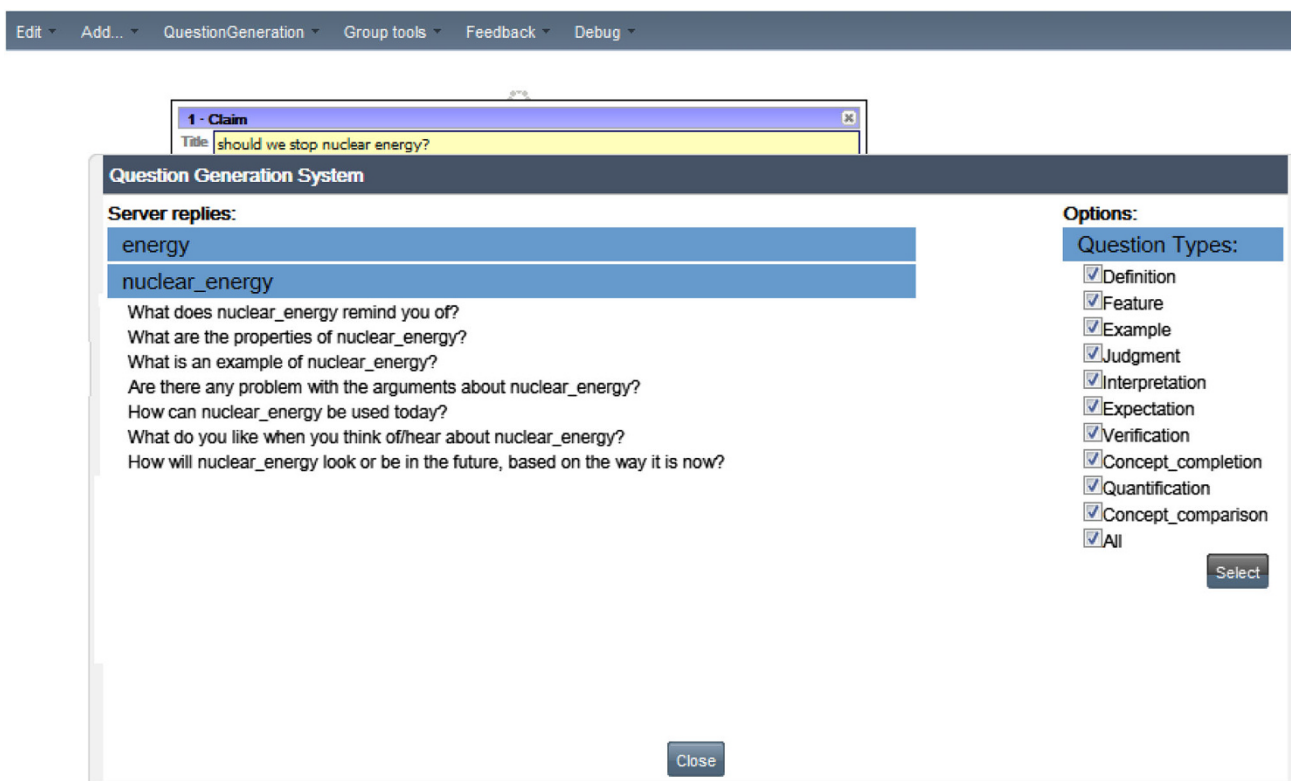 Edit Add... QuestionGeneration Group tools Feedback Debug
1 - Claim
Title should we stop nuclear energy?
Question Generation System
Server replies:
energy
nuclear_energy
What does nuclear_energy remind you of?
What are the properties of nuclear_energy?
What is an example of nuclear_energy?
Are there any problem with the arguments about nuclear_energy?
How can nuclear_energy be used today?
What do you like when you think of/hear about nuclear_energy?
How will nuclear_energy look or be in the future, based on the way it is now?
Options:
Question Types:
Definition
Feature
Example
Judgment
Interpretation
Expectation
Verification
Concept_completion
Quantification
Concept_comparison
All
Select
Close